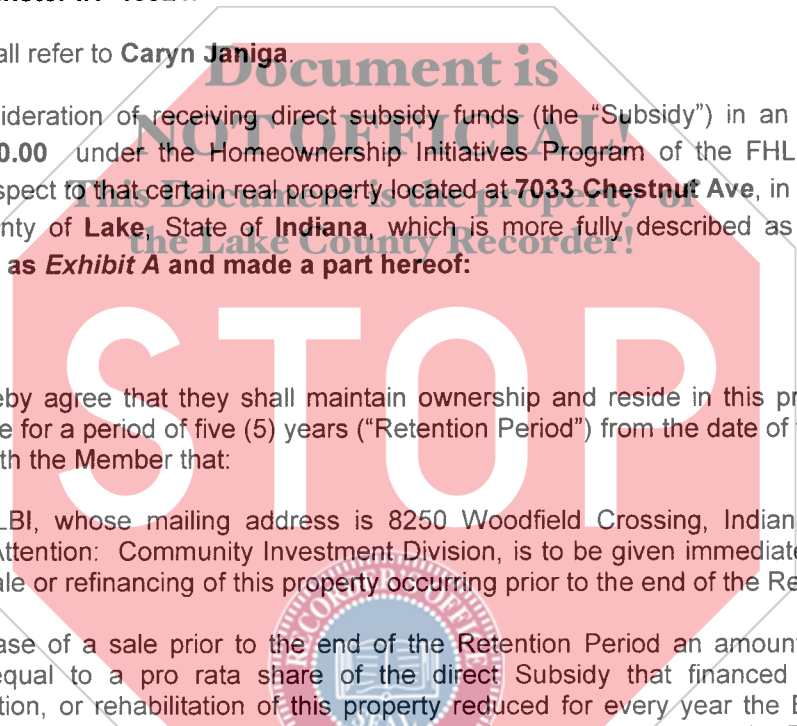 all refer to Caryn Janiga.
Document is
ideration of receiving direct subsidy funds (the “Subsidy”) in an
NOT OFFICIAL!
0.00 under the Homeownership Initiatives Program of the FHL
spect to that certain real property located at 7033 Chestnut Ave, in
This Document is the property of
nty of Lake, State of Indiana, which is more fully described as
the Lake County Recorder!
as Exhibit A and made a part hereof:
STOP
eby agree that they shall maintain ownership and reside in this pr
e for a period of five (5) years (“Retention Period”) from the date of
th the Member that:
LBI, whose mailing address is 8250 Woodfield Crossing, Indian
Attention: Community Investment Division, is to be given immediate
ale or refinancing of this property occurring prior to the end of the Re
ase of a sale prior to the end of the Retention Period an amoun
equal to a pro rata share of the direct Subsidy that financed
tion, or rehabilitation of this property reduced for every year the
RECORDER'S OFFICE
SEAL